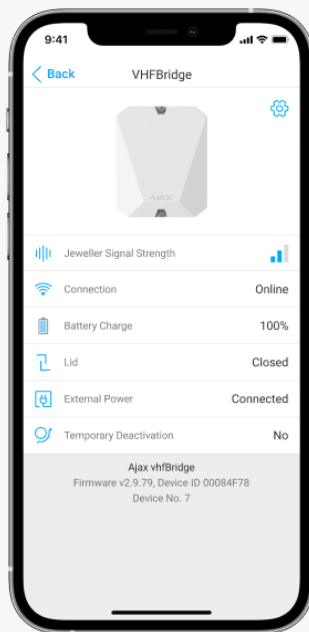 9:41
Back VHFBridge
AJAX
Jeweller Signal Strength
Connection Online
Battery Charge 100%
Lid Closed
External Power Connected
Temporary Deactivation No
Ajax vhfBridge
Firmware v2.9.79, Device ID 00084F78
Device No. 7